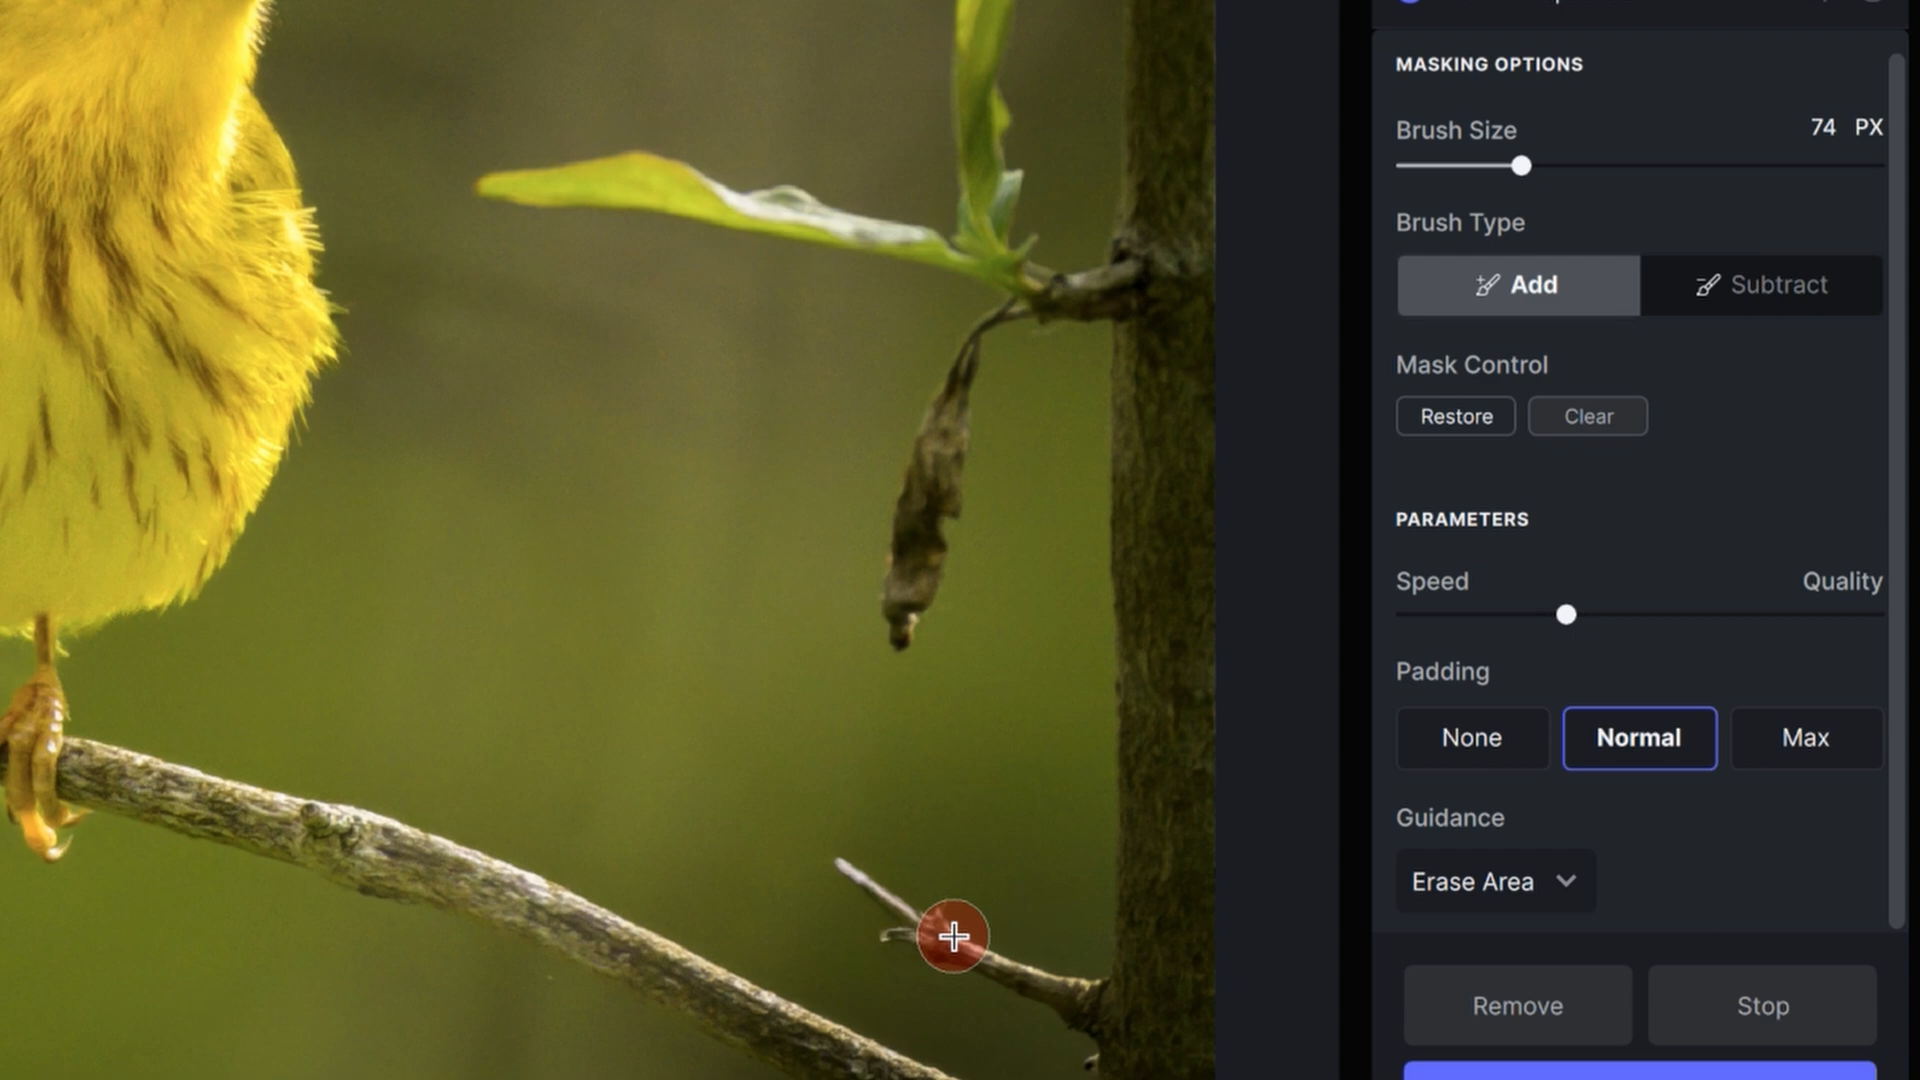 MASKING OPTIONS
Brush Size 74 PX
Brush Type
Add Subtract
Mask Control
Restore Clear
PARAMETERS
Speed Quality
Padding
None Normal Max
Guidance
Erase Area
Remove Stop